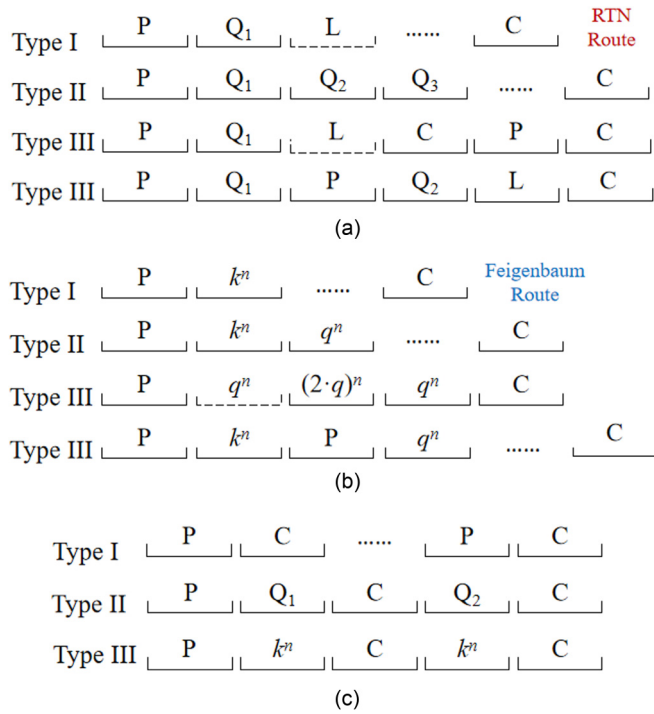 Type I P Q₁ L ...... C RTN Route
Type II P Q₁ Q₂ Q₃ ...... C
Type III P Q₁ L C P C
Type III P Q₁ P Q₂ L C
(a)
Type I P kⁿ ...... C Feigenbaum Route
Type II P kⁿ qⁿ ...... C
Type III P qⁿ (2·q)ⁿ qⁿ C
Type III P kⁿ P qⁿ ...... C
(b)
Type I P C ...... P C
Type II P Q₁ C Q₂ C
Type III P kⁿ C kⁿ C
(c)